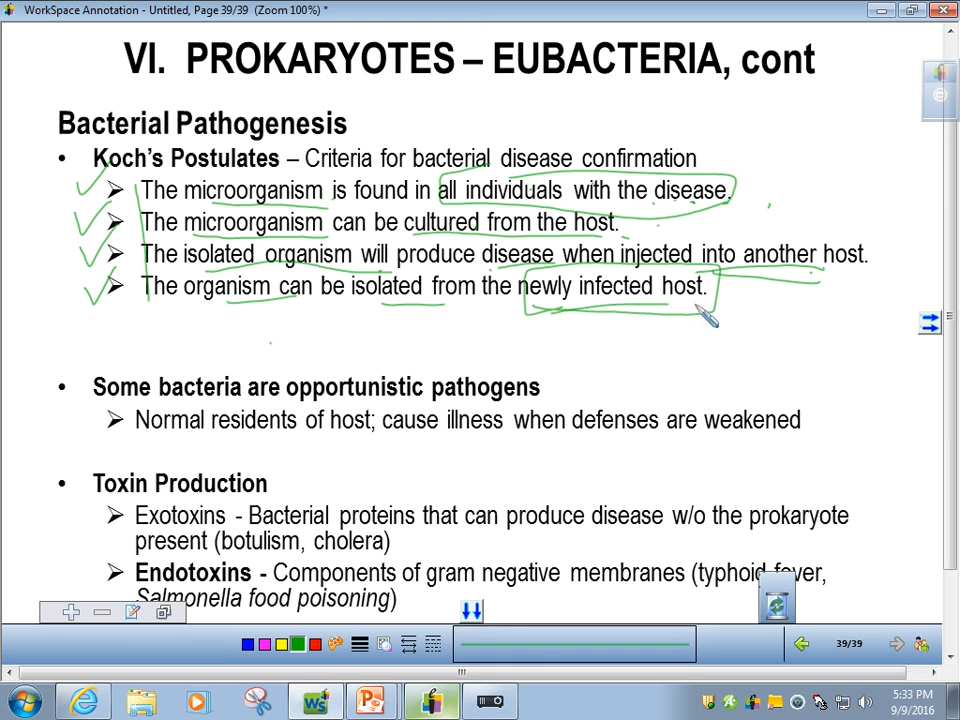 WorkSpace Annotation - Untitled, Page 39/39 (Zoom 100%) *
VI. PROKARYOTES – EUBACTERIA, cont
Bacterial Pathogenesis
• Koch's Postulates – Criteria for bacterial disease confirmation
➢ The microorganism is found in all individuals with the disease.
➢ The microorganism can be cultured from the host.
➢ The isolated organism will produce disease when injected into another host.
➢ The organism can be isolated from the newly infected host.
• Some bacteria are opportunistic pathogens
➢ Normal residents of host; cause illness when defenses are weakened
• Toxin Production
➢ Exotoxins - Bacterial proteins that can produce disease w/o the prokaryote
present (botulism, cholera)
➢ Endotoxins - Components of gram negative membranes (typhoid fever,
Salmonella food poisoning)
39/39
5:33 PM
9/9/2016